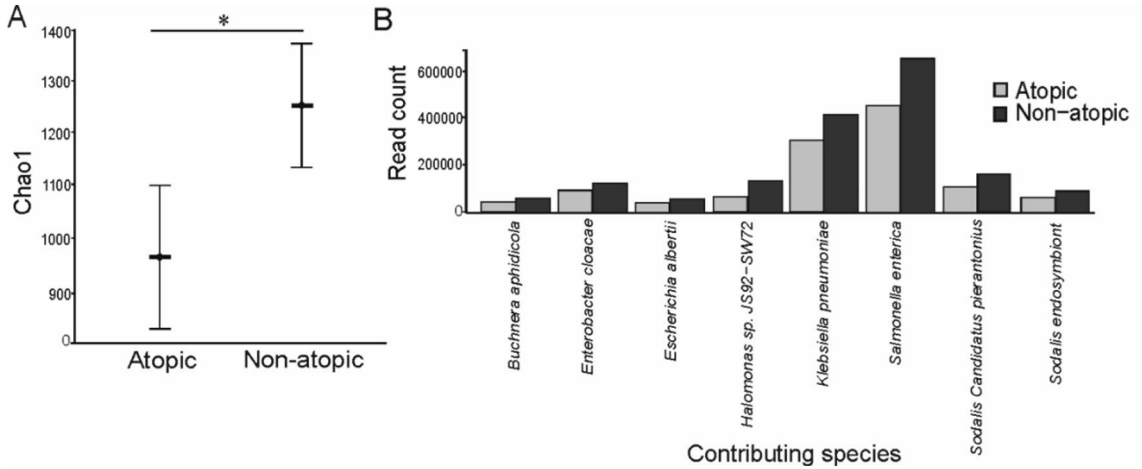 A
*
1400
1300
1200
1100
1000
900
0
Chao1
Atopic
Non-atopic
B
600000
400000
200000
0
Read count
Atopic
Non-atopic
Buchnera aphidicola
Enterobacter cloacae
Escherichia albertii
Halomonas sp. JS92-SW72
Klebsiella pneumoniae
Salmonella enterica
Sodalis Candidatus pierantonius
Sodalis endosymbiont
Contributing species